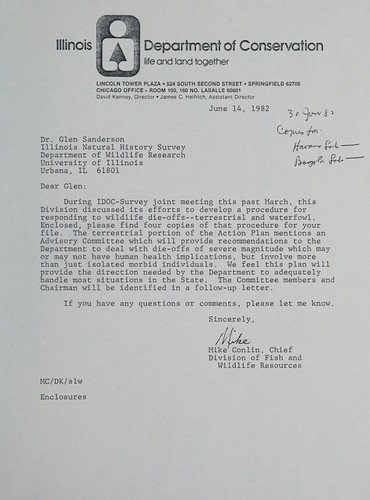 Illinois Department of Conservation
life and land together
LINCOLN TOWER PLAZA • 524 SOUTH SECOND STREET • SPRINGFIELD 62706
CHICAGO OFFICE - ROOM 100, 160 NO. LASALLE 60601
David Kenney, Director • James C. Helfrich, Assistant Director
June 14, 1982
Copies for:
Dr. Glen Sanderson
Illinois Natural History Survey
Department of Wildlife Research
University of Illinois
Urbana, IL 61801
Dear Glen:
During IDOC-Survey joint meeting this past March, this
Division discussed its efforts to develop a procedure for
responding to wildlife die-offs--terrestrial and waterfowl.
Enclosed, please find four copies of that procedure for your
file. The terrestrial portion of the Action Plan mentions an
Advisory Committee which will provide recommendations to the
Department to deal with die-offs of severe magnitude which may
or may not have human health implications, but involve more
than just isolated morbid individuals. We feel this plan will
provide the direction needed by the Department to adequately
handle most situations in the State. The Committee members and
Chairman will be identified in a follow-up letter.
If you have any questions or comments, please let me know.
Sincerely,
Mike
Mike Conlin, Chief
Division of Fish and
Wildlife Resources
MC/DK/slw
Enclosures